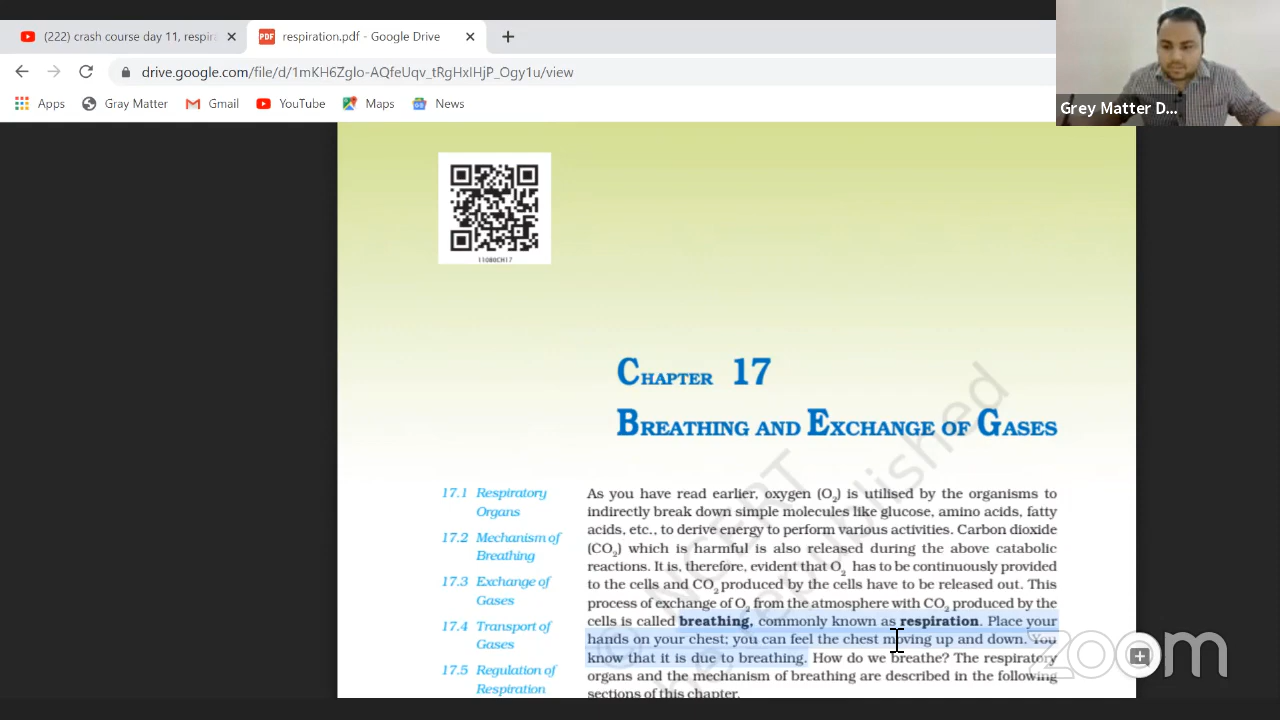 (222) crash course day 11, respira
respiration.pdf - Google Drive
drive.google.com/file/d/1mKH6Zglo-AQfeUqv_tRgHxIHjP_Ogy1u/view
Apps Gray Matter Gmail YouTube Maps News
Grey Matter D...
11080CH17
CHAPTER 17
BREATHING AND EXCHANGE OF GASES
17.1 Respiratory
Organs
17.2 Mechanism of
Breathing
17.3 Exchange of
Gases
17.4 Transport of
Gases
17.5 Regulation of
Respiration
As you have read earlier, oxygen (O2) is utilised by the organisms to
indirectly break down simple molecules like glucose, amino acids, fatty
acids, etc., to derive energy to perform various activities. Carbon dioxide
(CO2) which is harmful is also released during the above catabolic
reactions. It is, therefore, evident that O2 has to be continuously provided
to the cells and CO2 produced by the cells have to be released out. This
process of exchange of O2 from the atmosphere with CO2 produced by the
cells is called breathing, commonly known as respiration. Place your
hands on your chest; you can feel the chest moving up and down. You
know that it is due to breathing. How do we breathe? The respiratory
organs and the mechanism of breathing are described in the following
sections of this chapter.
© NCERT
republished
zoom